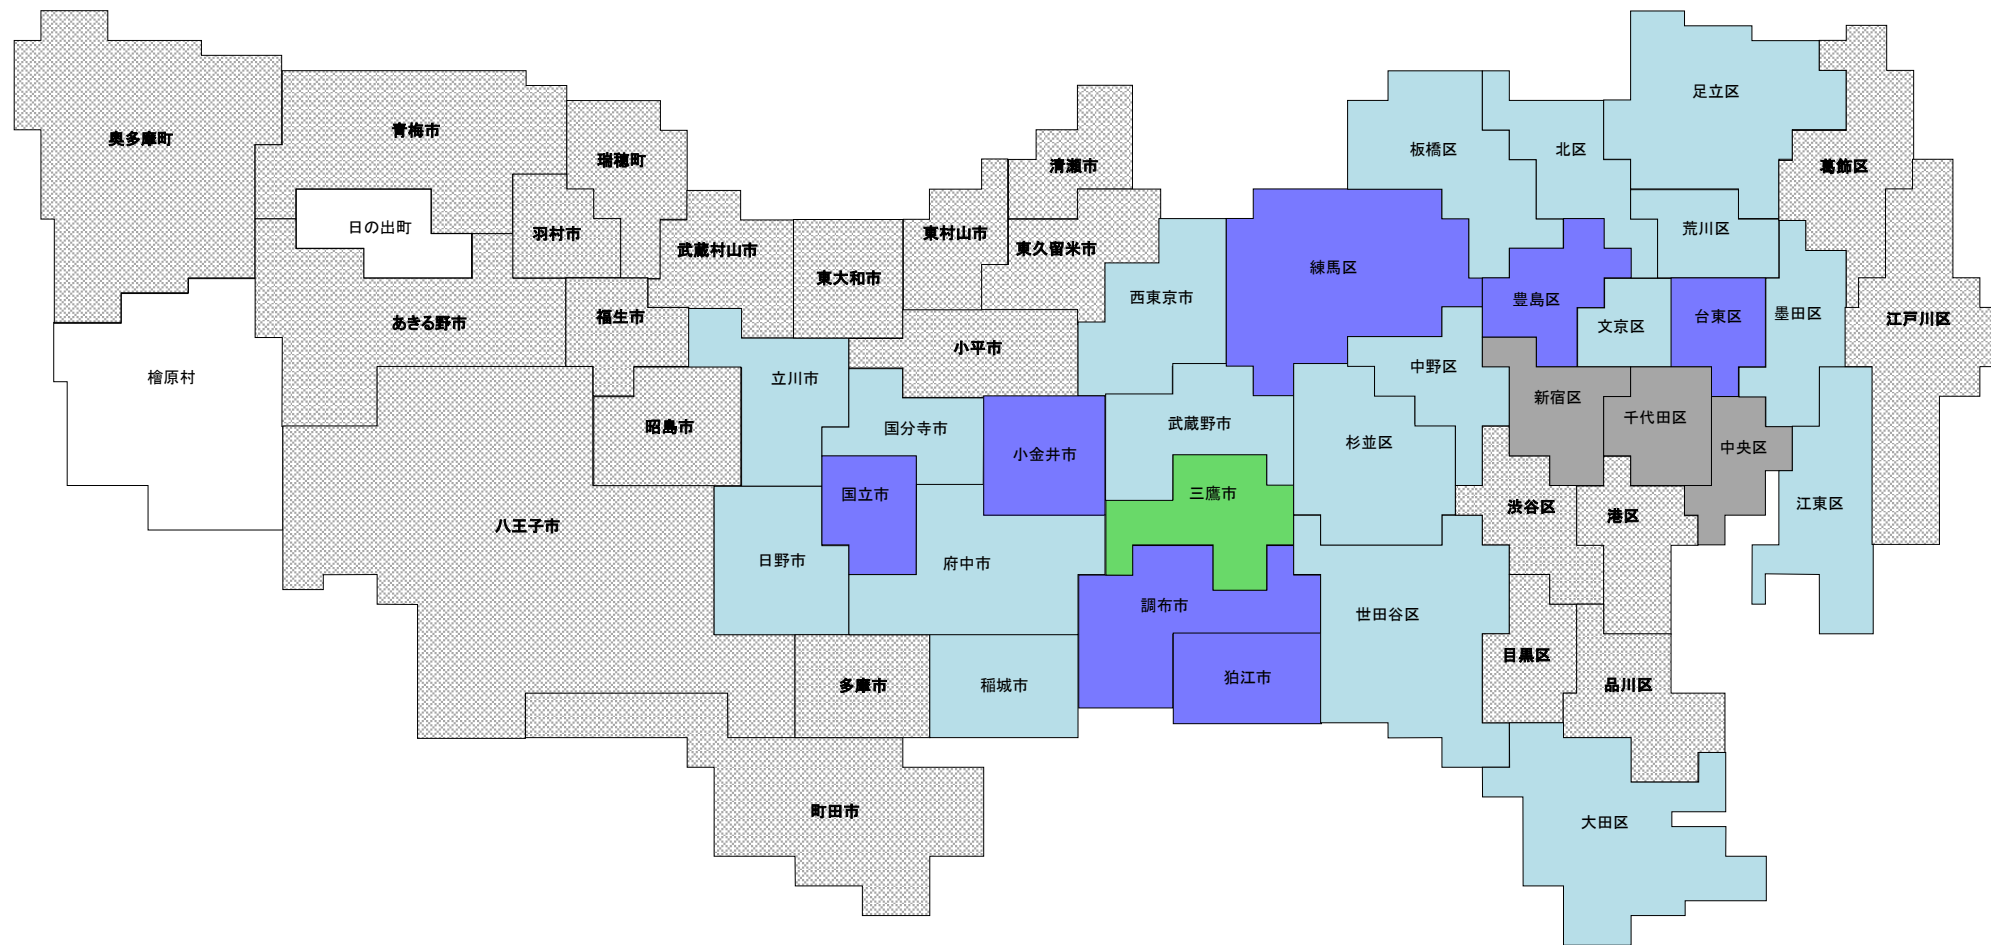 足立区
青梅市
奥多摩町
板橋区
北区
瑞穂町
清瀬市
葛飾区
日の出町
羽村市
東村山市
荒川区
武蔵村山市
東久留米市
練馬区
東大和市
西東京市
豊島区
墨田区
あきる野市
福生市
文京区
台東区
江戸川区
小平市
中野区
檜原村
立川市
新宿区
千代田区
昭島市
国分寺市
武蔵野市
杉並区
中央区
小金井市
国立市
三鷹市
渋谷区
港区
江東区
八王子市
日野市
府中市
調布市
世田谷区
目黒区
多摩市
稲城市
狛江市
品川区
町田市
大田区